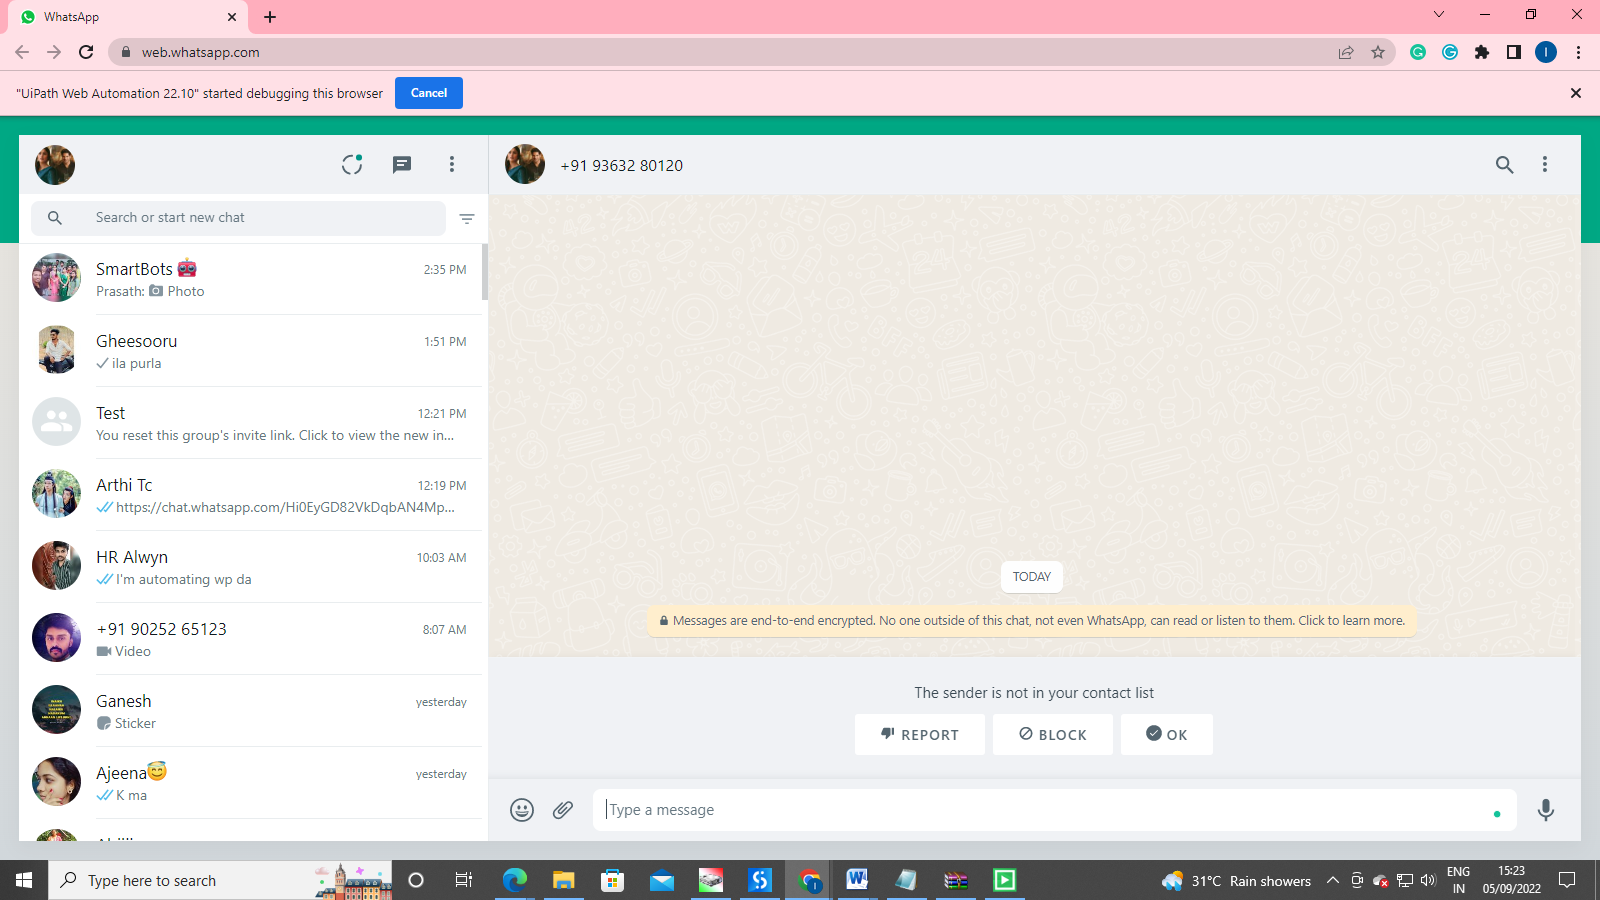 WhatsApp
web.whatsapp.com
I
"UiPath Web Automation 22.10" started debugging this browser
Cancel
+91 93632 80120
Search or start new chat
SmartBots 🤖 2:35 PM
Prasath: Photo
Gheesooru 1:51 PM
ila purla
Test 12:21 PM
You reset this group's invite link. Click to view the new in...
Arthi Tc 12:19 PM
https://chat.whatsapp.com/Hi0EyGD82VkDqbAN4Mp...
HR Alwyn 10:03 AM
I'm automating wp da
+91 90252 65123 8:07 AM
Video
Ganesh yesterday
Sticker
Ajeena😇 yesterday
K ma
TODAY
Messages are end-to-end encrypted. No one outside of this chat, not even WhatsApp, can read or listen to them. Click to learn more.
The sender is not in your contact list
REPORT BLOCK OK
Type a message
Type here to search
31°C Rain showers
ENG
IN
15:23
05/09/2022